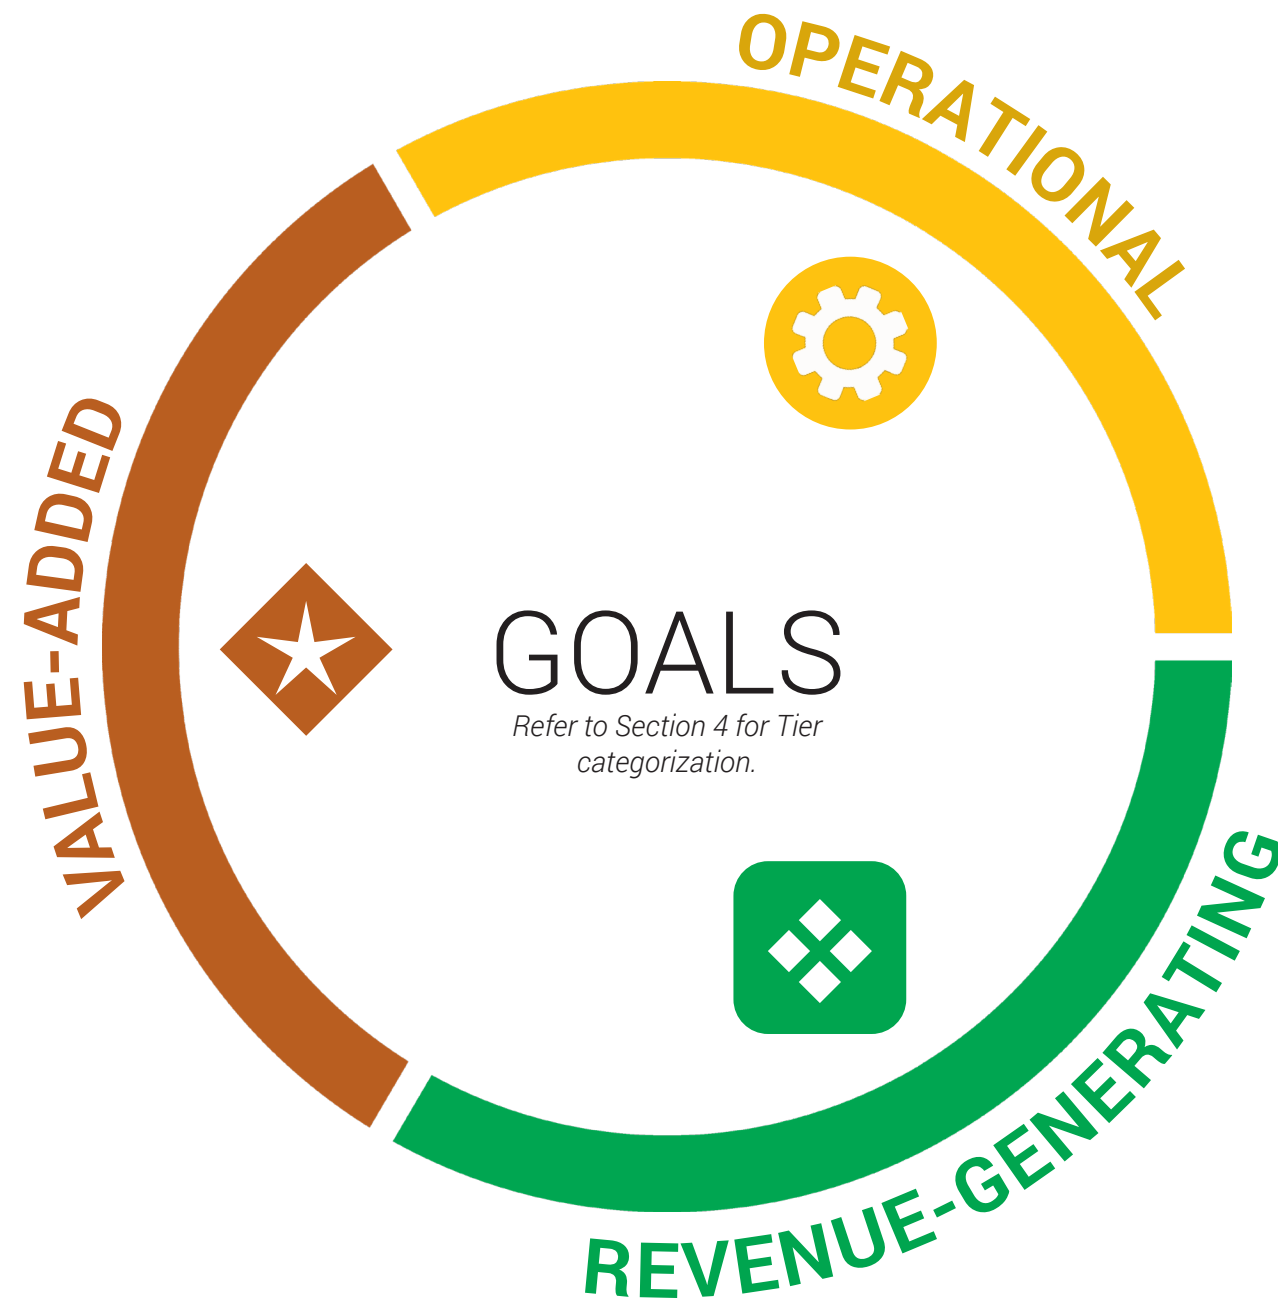 OPERATIONAL
VALUE-ADDED
GOALS
Refer to Section 4 for Tier
categorization.
REVENUE-GENERATING